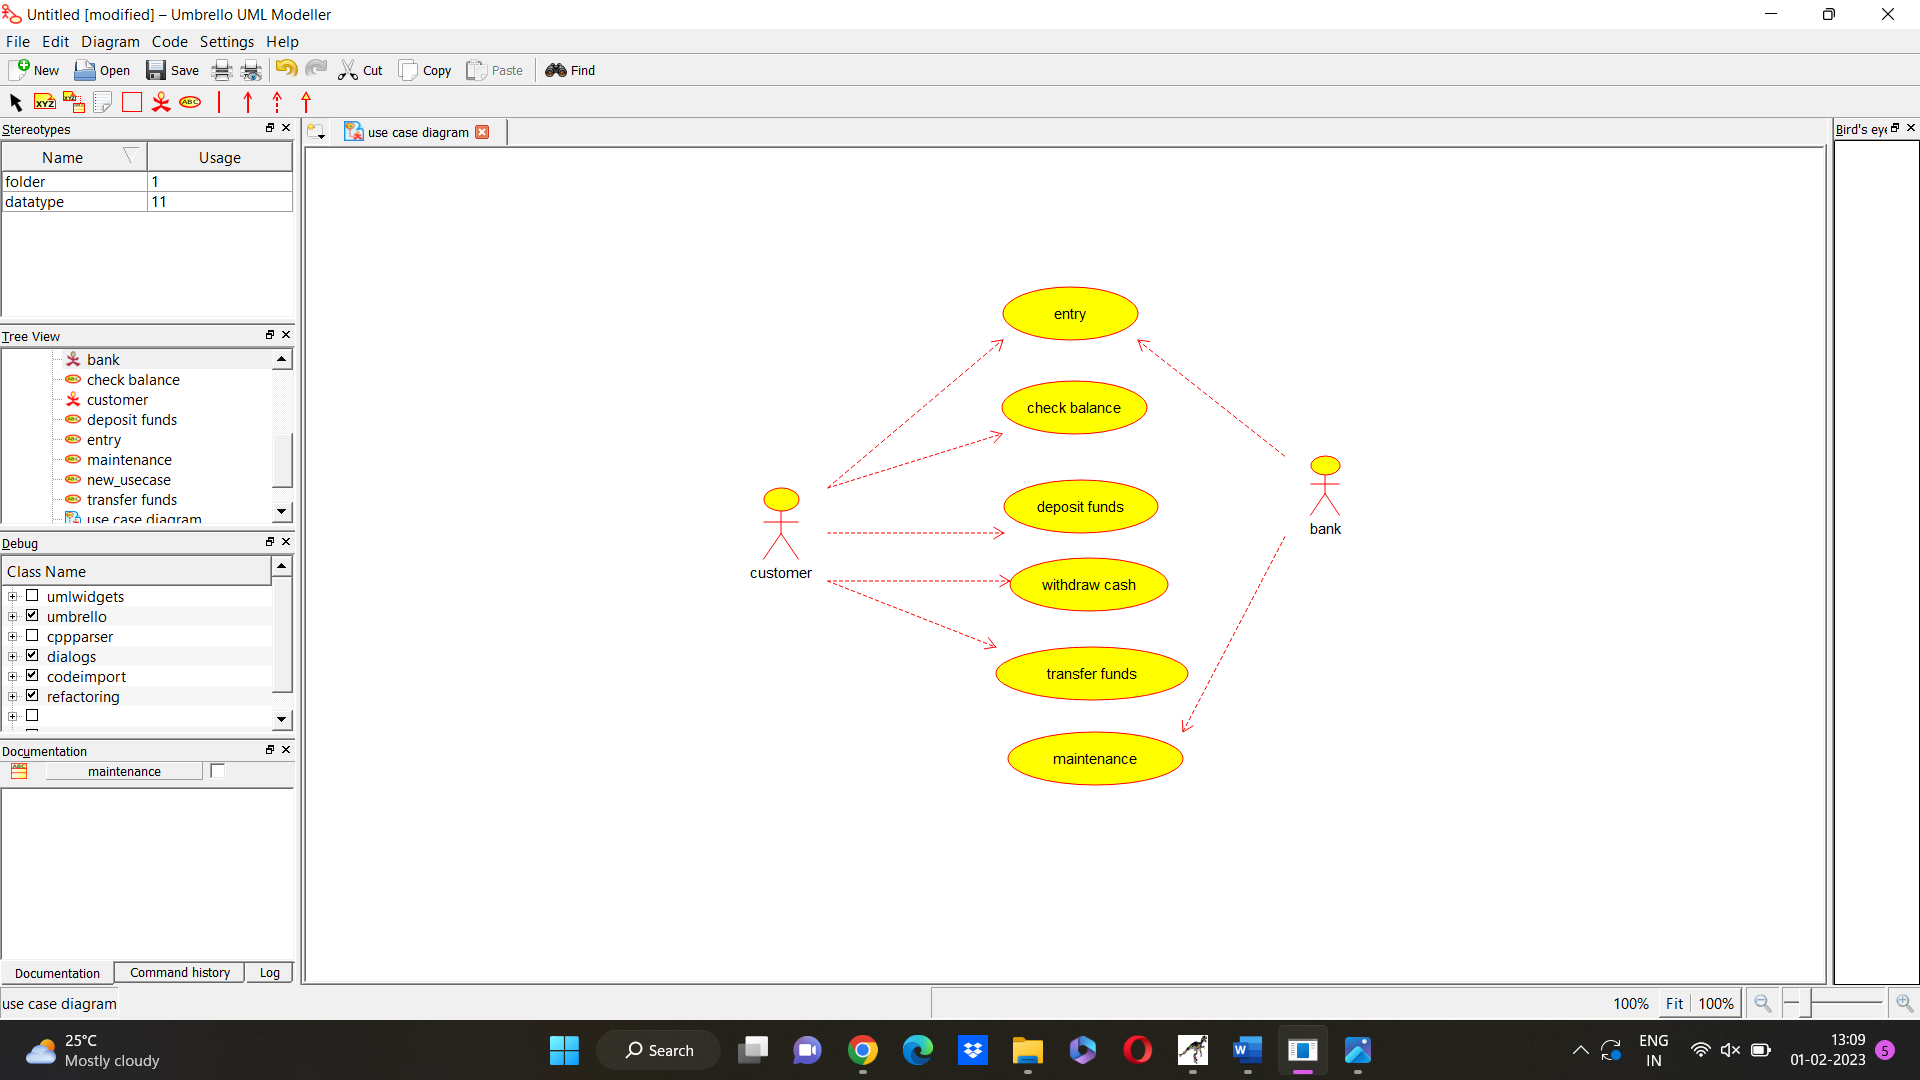 Untitled [modified] – Umbrello UML Modeller
File Edit Diagram Code Settings Help
New Open Save Cut Copy Paste Find
XYZ XYZ ABC
Stereotypes
use case diagram
Bird's eye
Name Usage
folder 1
datatype 11
Tree View
bank
check balance
customer
deposit funds
entry
maintenance
new_usecase
transfer funds
use case diagram
Debug
Class Name
umlwidgets
umbrello
cppparser
dialogs
codeimport
refactoring
Documentation
maintenance
Documentation Command history Log
entry
check balance
deposit funds
withdraw cash
transfer funds
maintenance
customer
bank
use case diagram
100% Fit 100%
25°C
Mostly cloudy
Search
ENG
IN
13:09
01-02-2023
5